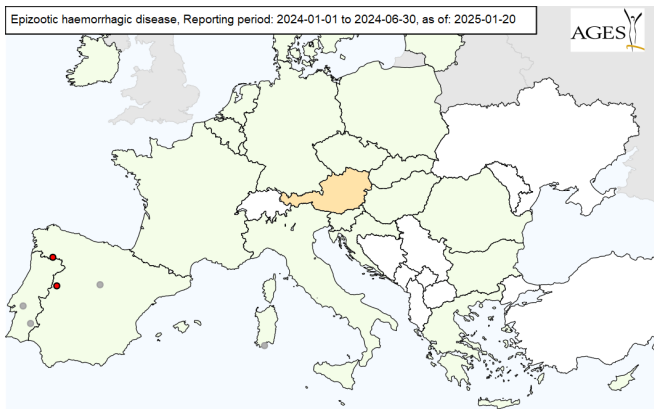 Epizootic haemorrhagic disease, Reporting period: 2024-01-01 to 2024-06-30, as of: 2025-01-20
AGES